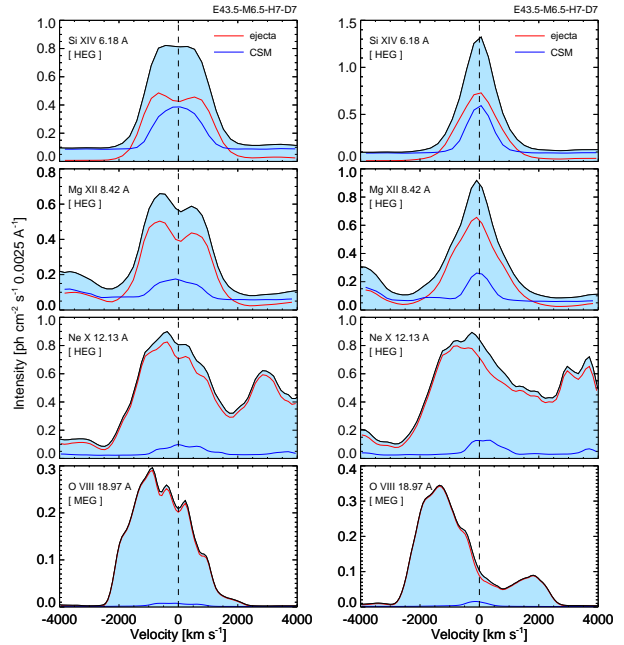 E43.5-M6.5-H7-D7
Si XIV 6.18 A
[ HEG ]
ejecta
CSM
1.0
0.8
0.6
0.4
0.2
0.0
E43.5-M6.5-H7-D7
Si XIV 6.18 A
[ HEG ]
ejecta
CSM
1.5
1.0
0.5
0.0
Mg XII 8.42 A
[ HEG ]
0.8
0.6
0.4
0.2
0.0
Mg XII 8.42 A
[ HEG ]
1.0
0.8
0.6
0.4
0.2
0.0
Intensity [ph cm-2 s-1 0.0025 A-1]
Ne X 12.13 A
[ HEG ]
1.0
0.8
0.6
0.4
0.2
0.0
Ne X 12.13 A
[ HEG ]
1.0
0.8
0.6
0.4
0.2
0.0
O VIII 18.97 A
[ MEG ]
0.3
0.2
0.1
0.0
-4000 -2000 0 2000 4000
Velocity [km s-1]
O VIII 18.97 A
[ MEG ]
0.4
0.3
0.2
0.1
0.0
-4000 -2000 0 2000 4000
Velocity [km s-1]